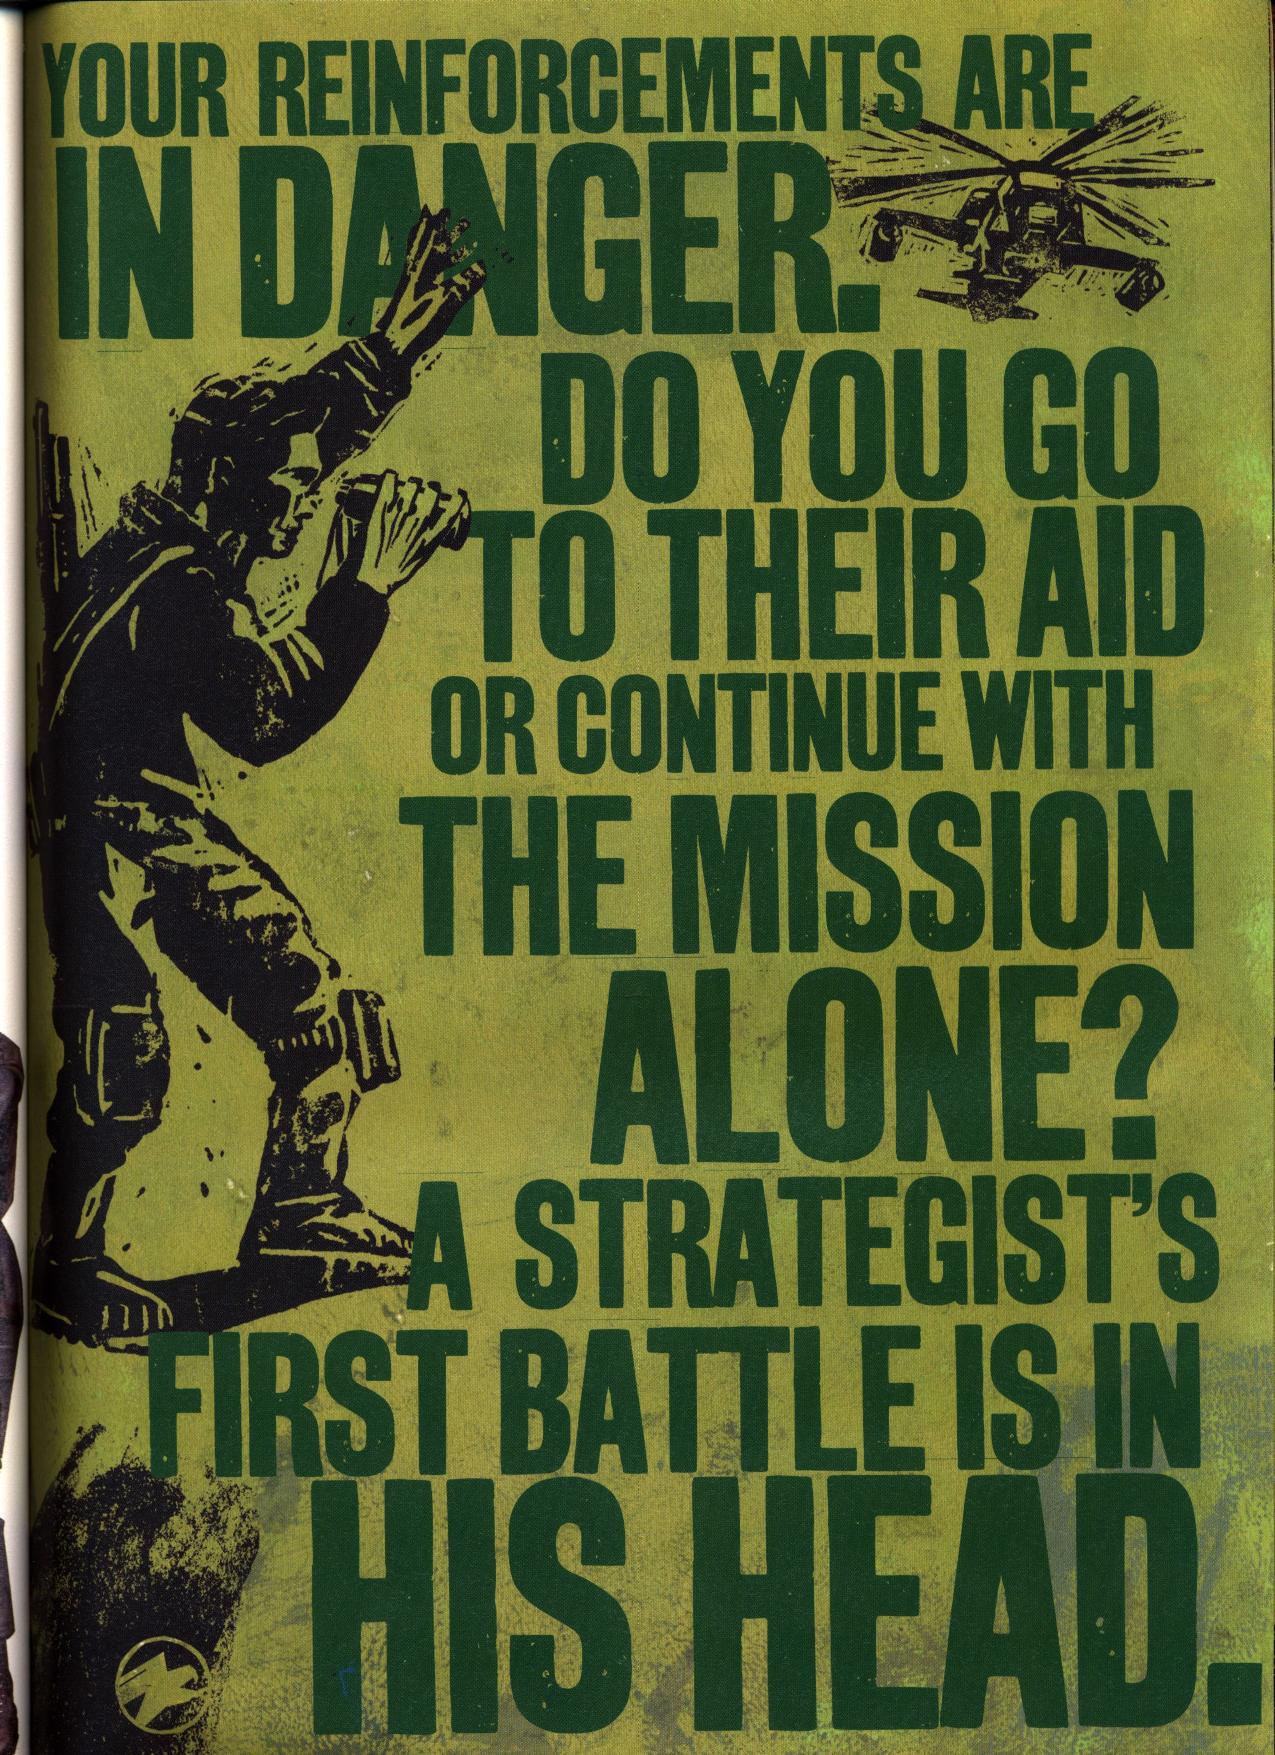 YOUR REINFORCEMENTS ARE
IN DANGER.
DO YOU GO
TO THEIR AID
OR CONTINUE WITH
THE MISSION
ALONE?
A STRATEGIST'S
FIRST BATTLE IS IN
HIS HEAD.